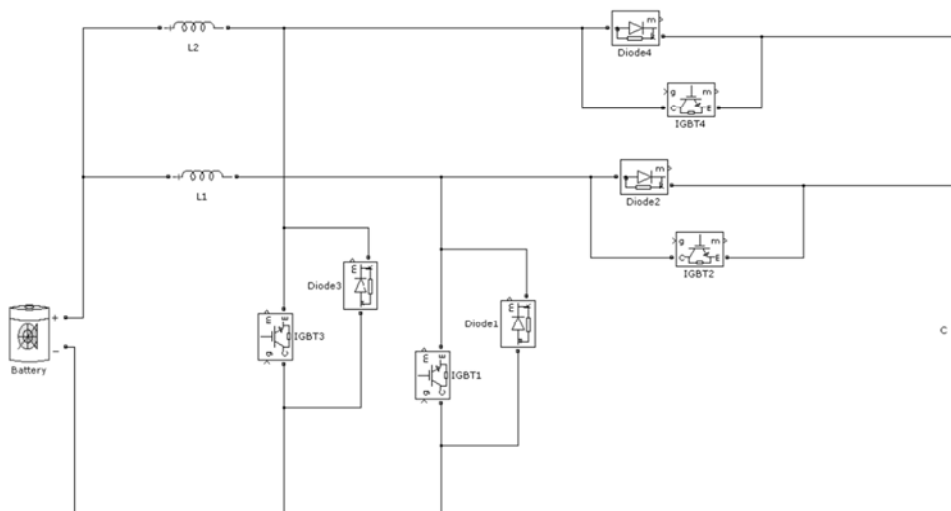 m
Diode4
L2
g
m
C
E
IGBT4
m
Diode2
L1
g
m
C
E
IGBT2
m
Diode3
m
E
IGBT3
g
C
m
Diode1
m
E
IGBT1
g
C
+
−
Battery
C